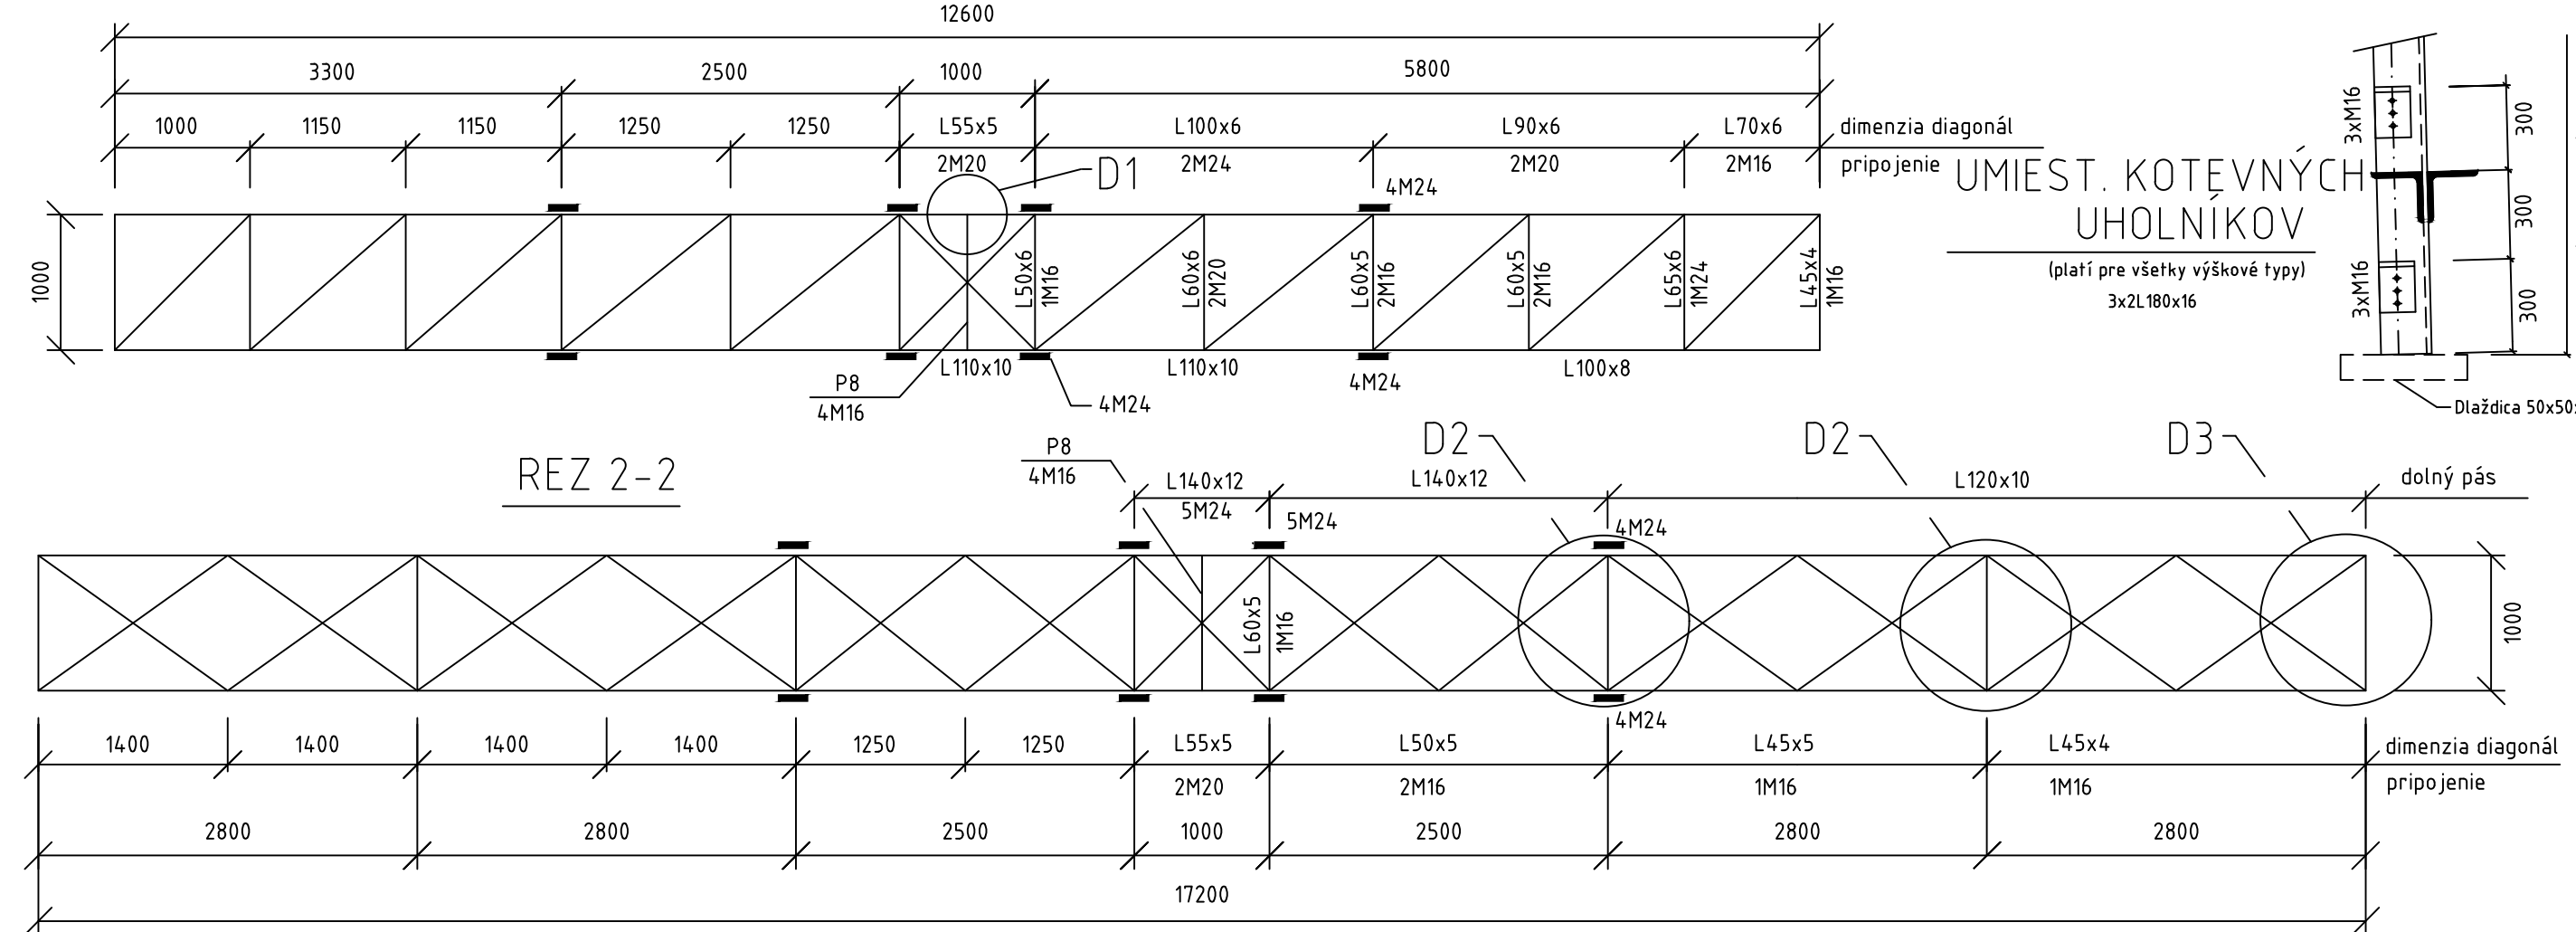 12600
3300 2500 1000 5800
1000 1150 1150 1250 1250 L55x5 L100x6 L90x6 L70x6 dimenzia diagonál
2M20 2M24 2M20 2M16 pripojenie
D1
4M24
1000
L50x6
1M16
L60x6
2M20
L60x5
2M16
L60x5
2M16
L65x6
1M24
L45x4
1M16
L110x10 L110x10 L100x8
P8
4M16
4M24
4M24
UMIEST. KOTEVNÝCH
UHOLNÍKOV
(platí pre všetky výškové typy)
3x2L180x16
3xM16
3xM16
300
300
300
Dlaždica 50x50
REZ 2-2
P8
4M16
D2 D2 D3
L140x12 L140x12 L120x10 dolný pás
5M24 5M24 4M24
L60x5
1M16
1000
4M24
1400 1400 1400 1400 1250 1250 L55x5 L50x5 L45x5 L45x4 dimenzia diagonál
2M20 2M16 1M16 1M16 pripojenie
2800 2800 2500 1000 2500 2800 2800
17200